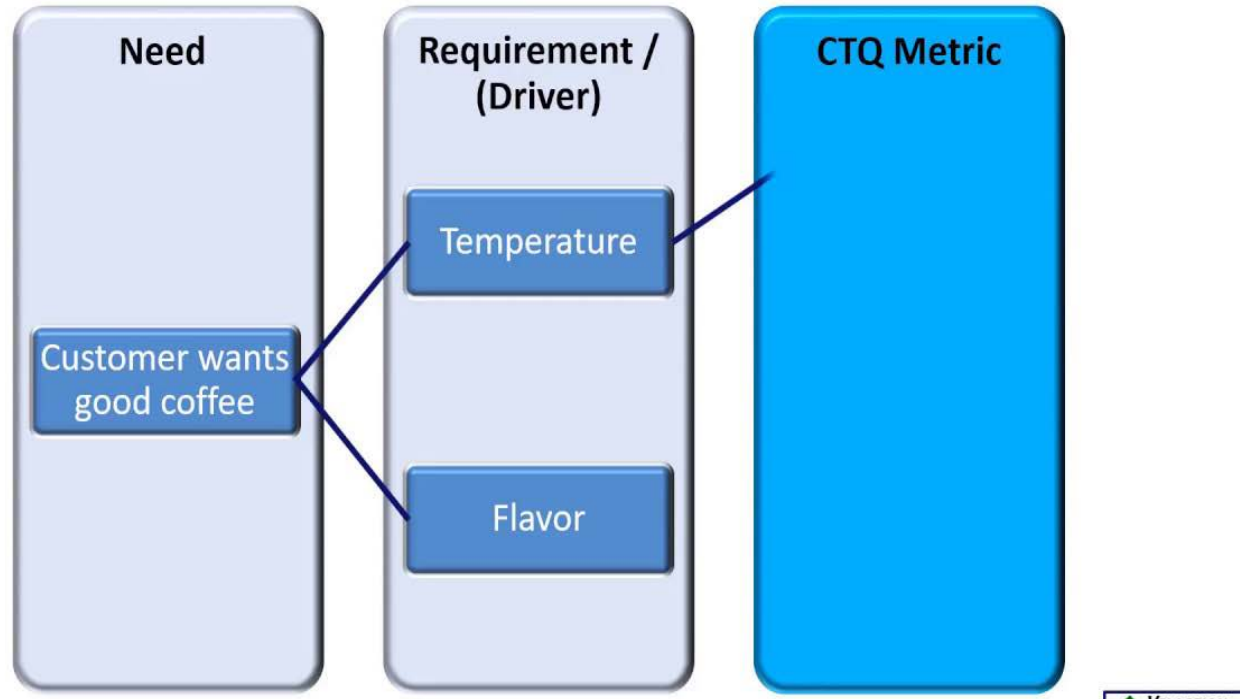 Need
Requirement /
(Driver)
CTQ Metric
Temperature
Customer wants
good coffee
Flavor